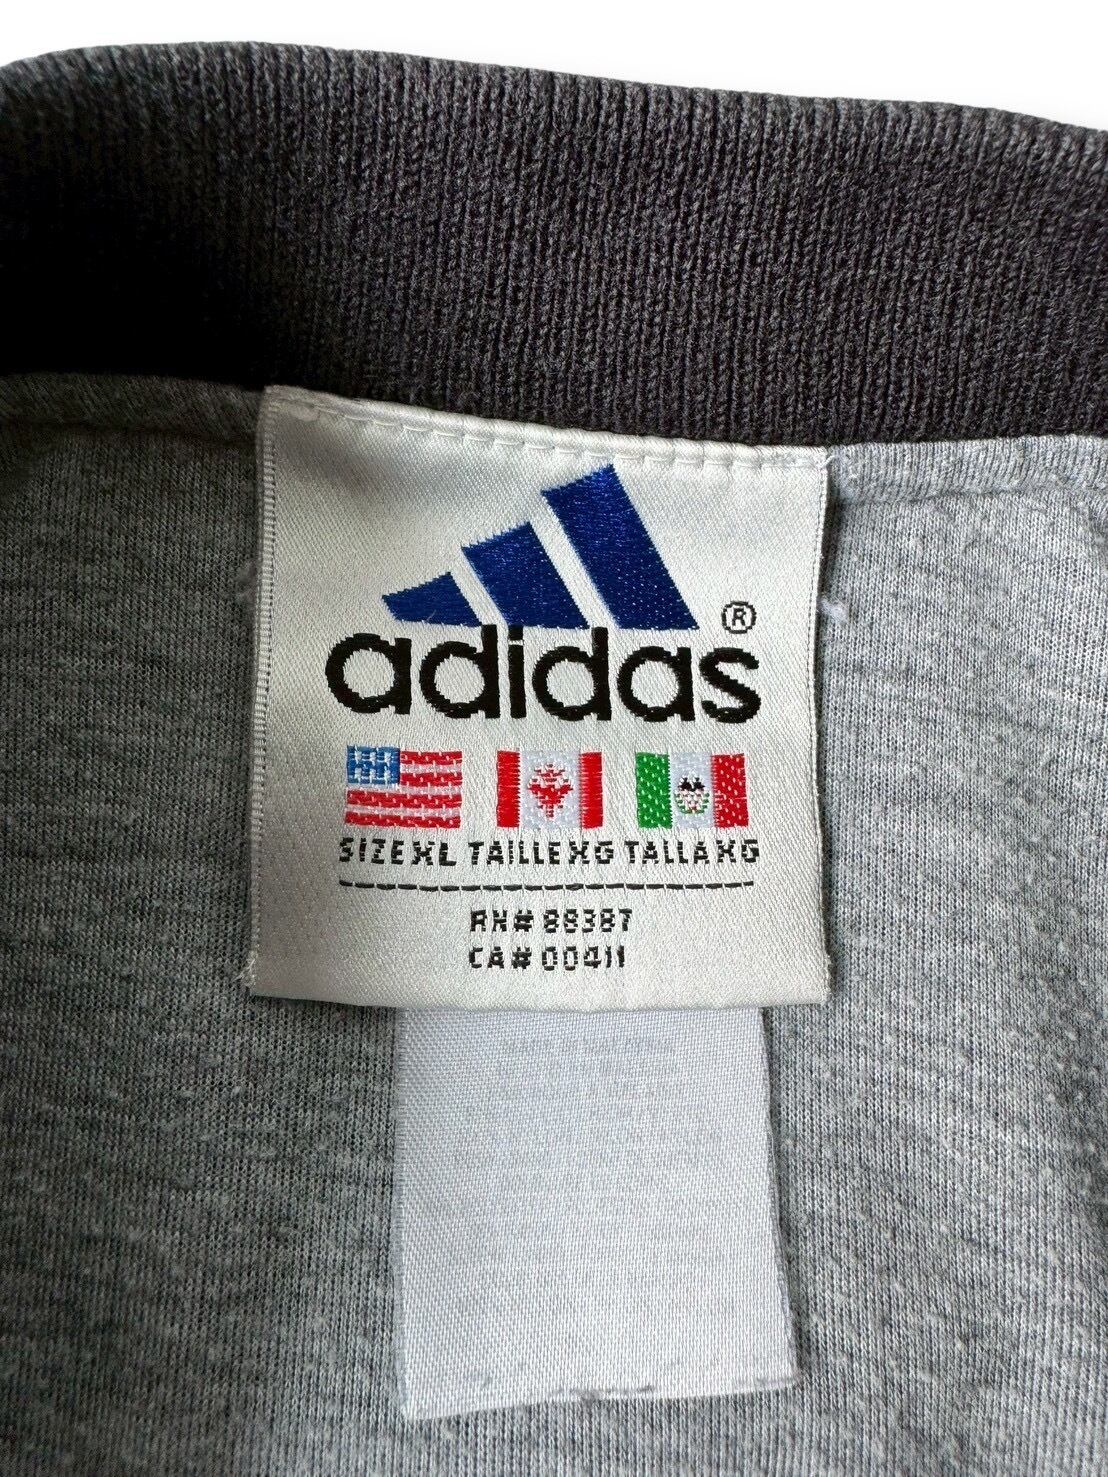 adidas®
SIZE XL TAILLE XG TALLA XG
RN# 88387
CA# 00411